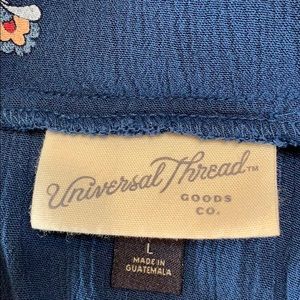 Universal Thread™
GOODS
CO.
L
MADE IN
GUATEMALA